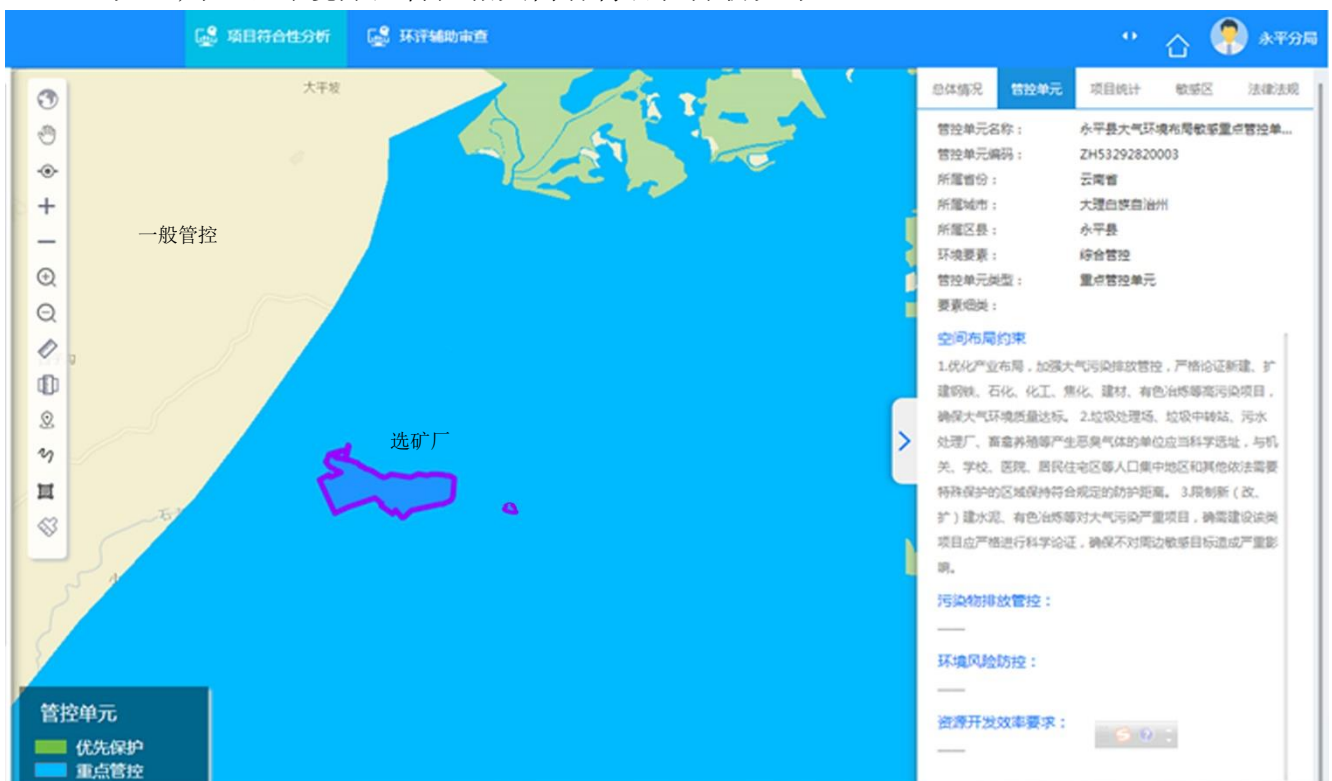 项目符合性分析
环评辅助审查
永平分局
大平坡
一般管控
选矿厂
管控单元
优先保护
重点管控
总体情况 管控单元 项目统计 敏感区 法律法规
管控单元名称： 永平县大气环境布局敏感重点管控单...
管控单元编码： ZH53292820003
所属省份： 云南省
所属城市： 大理白族自治州
所属区县： 永平县
环境要素： 综合管控
管控单元类型： 重点管控单元
要素细类：
空间布局约束
1.优化产业布局，加强大气污染排放管控，严格论证新建、扩
建钢铁、石化、化工、焦化、建材、有色冶炼等高污染项目，
确保大气环境质量达标。 2.垃圾处理场、垃圾中转站、污水
处理厂、畜禽养殖等产生恶臭气体的单位应当科学选址，与机
关、学校、医院、居民住宅区等人口集中地区和其他依法需要
特殊保护的区域保持符合规定的防护距离。 3.限制新（改、
扩）建水泥、有色冶炼等对大气污染严重项目，确需建设该类
项目应严格进行科学论证，确保不对周边敏感目标造成严重影
响。
污染物排放管控：
——
环境风险防控：
——
资源开发效率要求：
——